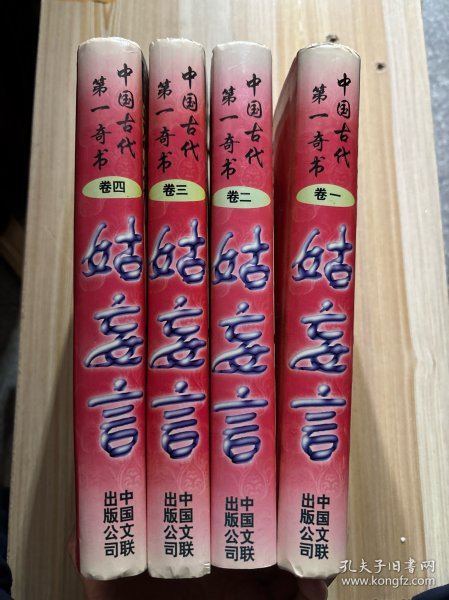 中国古代
第一奇书
卷四
姑妄言
中国文联
出版公司
中国古代
第一奇书
卷三
姑妄言
中国文联
出版公司
中国古代
第一奇书
卷二
姑妄言
中国文联
出版公司
中国古代
第一奇书
卷一
姑妄言
中国文联
出版公司
孔夫子旧书网
www.kongfz.com